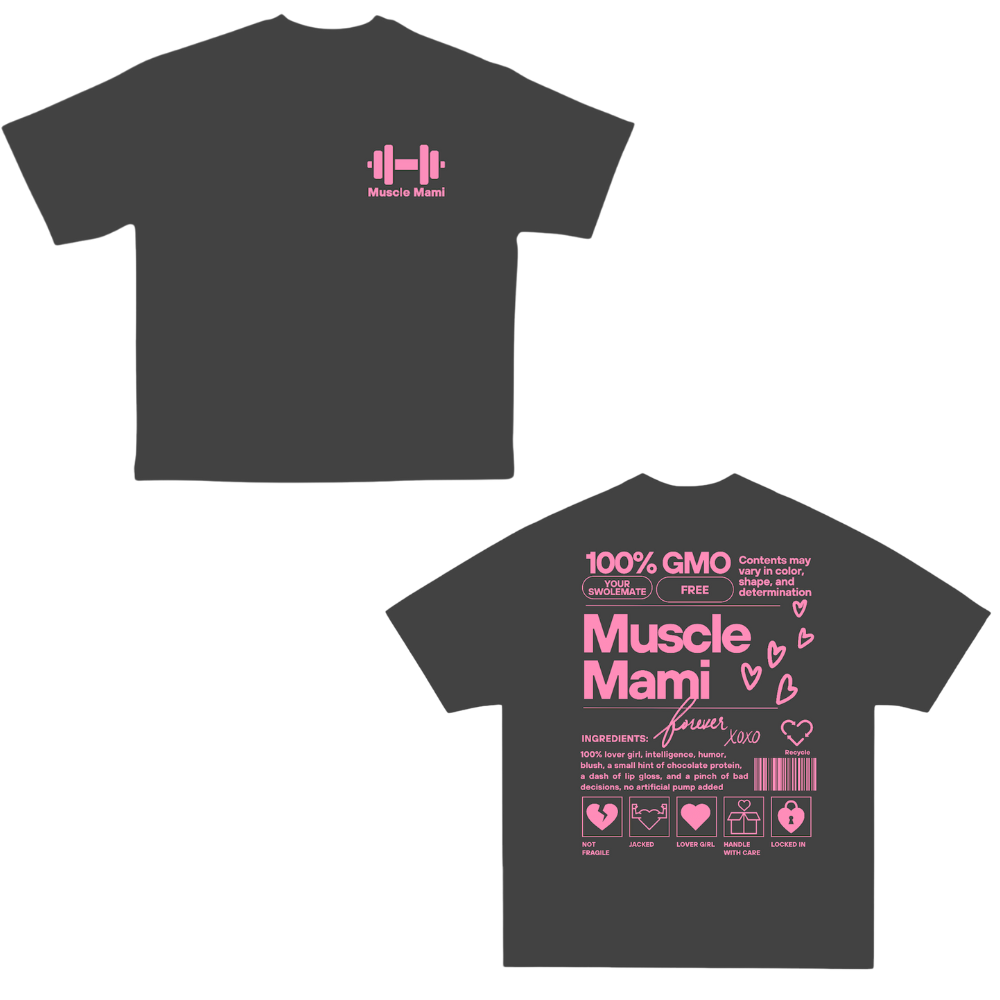 Muscle Mami
100% GMO
YOUR
SWOLEMATE
FREE
Contents may
vary in color,
shape, and
determination
Muscle
Mami
forever
xoxo
INGREDIENTS:
100% lover girl, intelligence, humor,
blush, a small hint of chocolate protein,
a dash of lip gloss, and a pinch of bad
decisions, no artificial pump added
Recycle
NOT
FRAGILE
JACKED
LOVER GIRL
HANDLE
WITH CARE
LOCKED IN